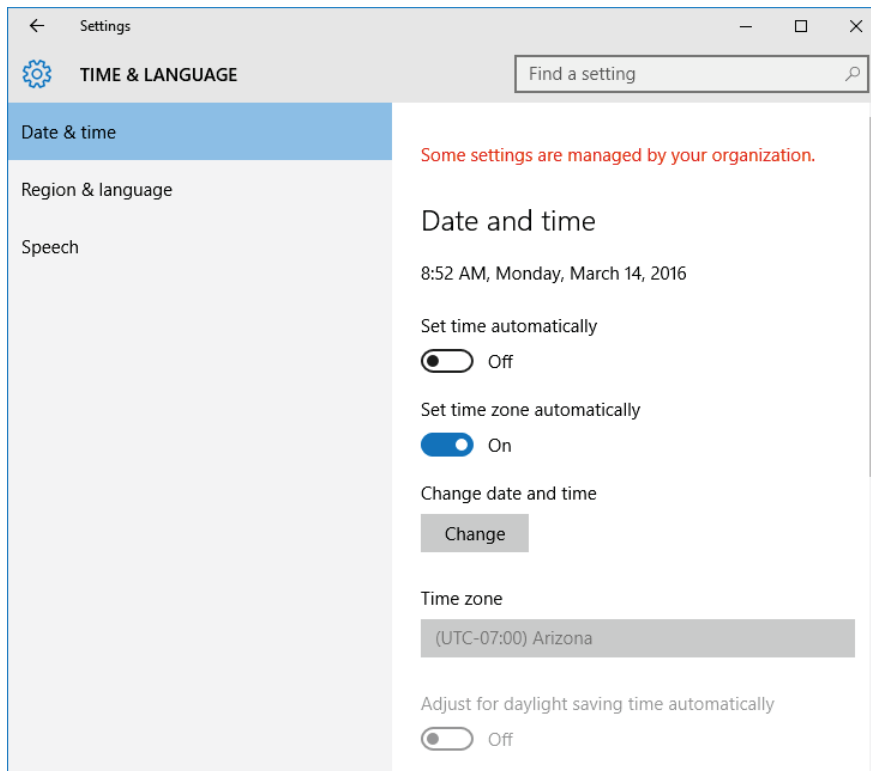 Settings
TIME & LANGUAGE
Find a setting
Date & time
Region & language
Speech
Some settings are managed by your organization.
Date and time
8:52 AM, Monday, March 14, 2016
Set time automatically
Off
Set time zone automatically
On
Change date and time
Change
Time zone
(UTC-07:00) Arizona
Adjust for daylight saving time automatically
Off